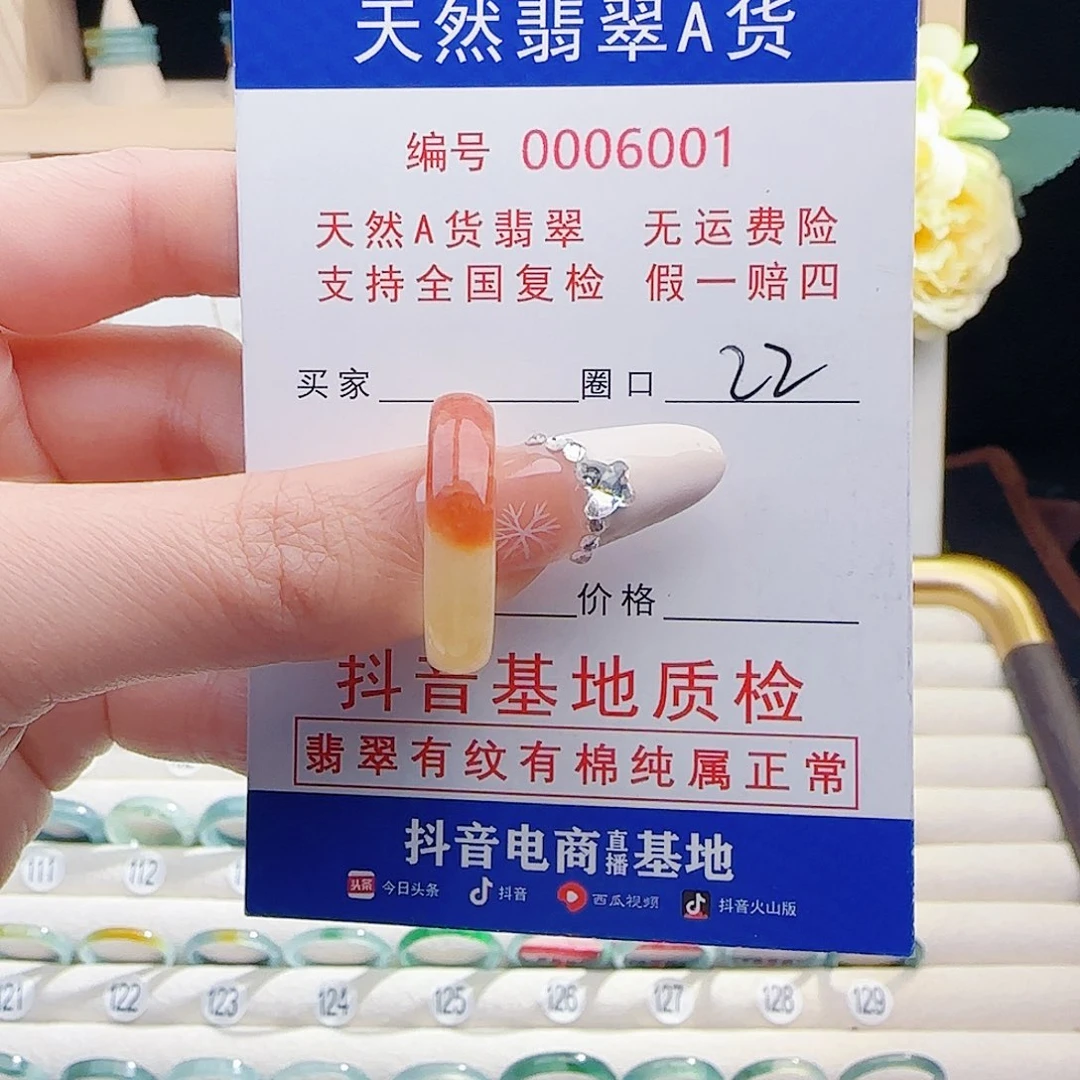 天然翡翠A货
编号 0006001
天然A货翡翠 无运费险
支持全国复检 假一赔四
买家 圈口 22
价格
抖音基地质检
翡翠有纹有棉纯属正常
抖音电商直播基地
头条 今日头条 抖音 西瓜视频 抖音火山版
111 112
121 122 123 124 125 126 127 128 129